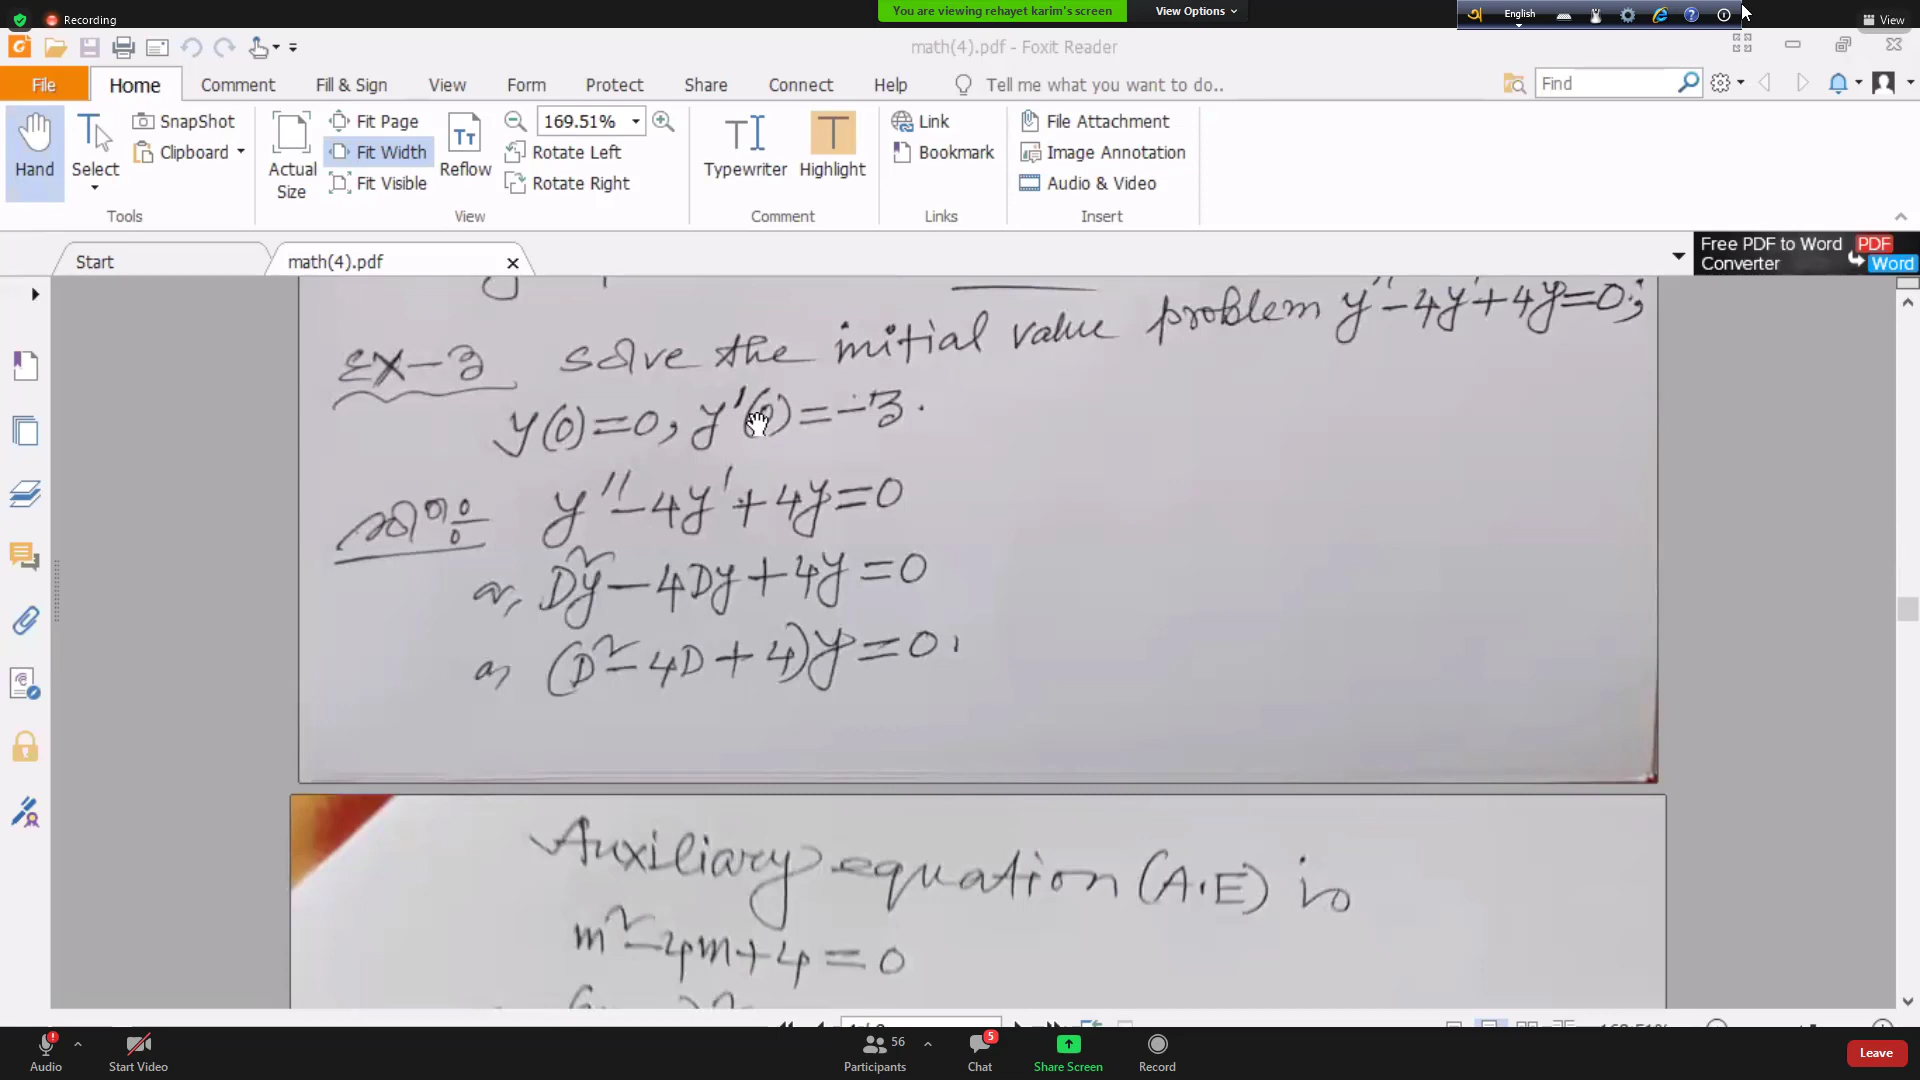 Recording
You are viewing rehayet karim's screen
View Options
English
View
math(4).pdf - Foxit Reader
File
Home
Comment
Fill & Sign
View
Form
Protect
Share
Connect
Help
Tell me what you want to do..
Find
Hand
Select
SnapShot
Clipboard
Actual Size
Fit Page
Fit Width
Fit Visible
Reflow
169.51%
Rotate Left
Rotate Right
Typewriter
Highlight
Link
Bookmark
File Attachment
Image Annotation
Audio & Video
Tools
View
Comment
Links
Insert
Start
math(4).pdf
Free PDF to Word PDF
Converter Word
EX-3 solve the initial value problem y''-4y'+4y=0;
y(0)=0, y'(0)=-3.
y''-4y'+4y=0
D²y-4Dy+4y=0
(D²-4D+4)y=0.
Auxiliary equation (A.E) is
m²-4m+4=0
Audio
Start Video
56
Participants
5
Chat
Share Screen
Record
Leave